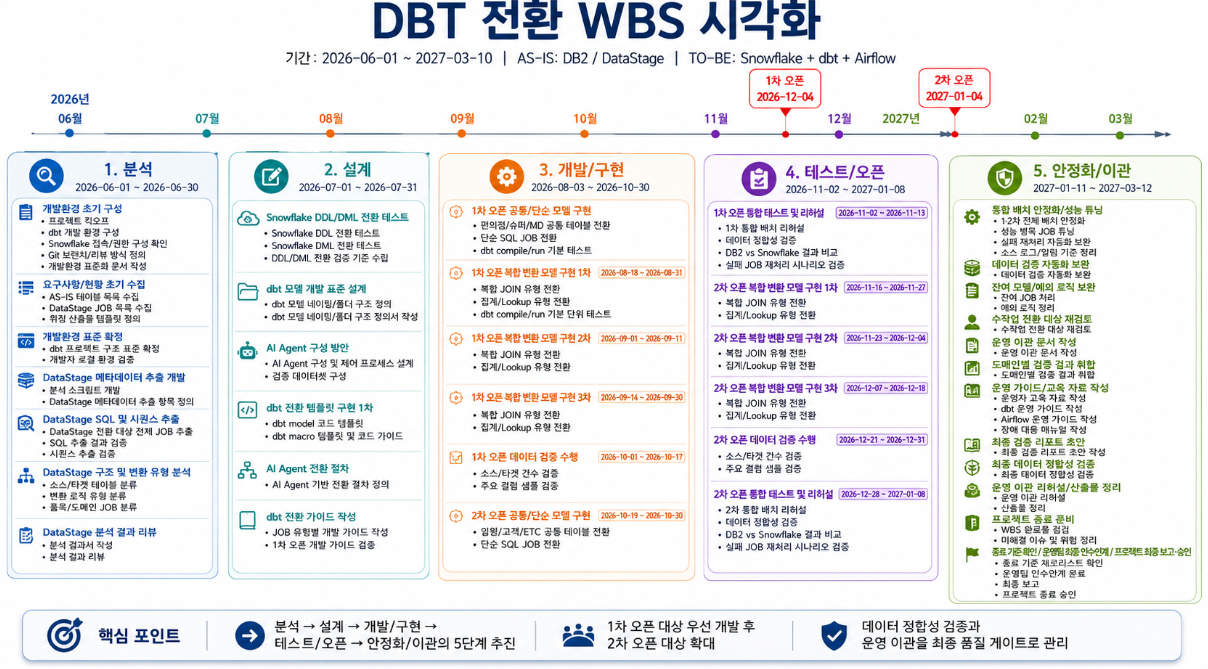 DBT 전환 WBS 시각화
기간 : 2026-06-01 ~ 2027-03-10 | AS-IS: DB2 / DataStage | TO-BE: Snowflake + dbt + Airflow
1차 오픈
2026-12-04
2차 오픈
2027-01-04
2026년
06월
07월
08월
09월
10월
11월
12월
2027년
02월
03월
1. 분석
2026-06-01 ~ 2026-06-30
개발환경 초기 구성
• 프로젝트 킥오프
• dbt 개발 환경 구성
• Snowflake 접속/권한 구성 확인
• Git 브랜치/리뷰 방식 정의
• 개발환경 표준화 문서 작성
요구사항/현황 초기 수집
• AS-IS 테이블 목록 수집
• DataStage JOB 목록 수집
• 위징 산출물 템플릿 정의
개발환경 표준 확정
• dbt 프로젝트 구조 표준 확정
• 개발자 로컬 환경 검증
DataStage 메타데이터 추출 개발
• 분석 스크립트 개발
• DataStage 메타데이터 추출 항목 정의
DataStage SQL 및 시퀀스 추출
• DataStage 전환 대상 전체 JOB 추출
• SQL 추출 결과 검증
• 시퀀스 추출 검증
DataStage 구조 및 변환 유형 분석
• 소스/타겟 테이블 분류
• 변환 로직 유형 분류
• 품목/도메인 JOB 분류
DataStage 분석 결과 리뷰
• 분석 결과서 작성
• 분석 결과 리뷰
2. 설계
2026-07-01 ~ 2026-07-31
Snowflake DDL/DML 전환 테스트
• Snowflake DDL 전환 테스트
• Snowflake DML 전환 테스트
• DDL/DML 전환 검증 기준 수립
dbt 모델 개발 표준 설계
• dbt 모델 네이밍/폴더 구조 정의
• dbt 모델 네이밍/폴더 구조 정의서 작성
AI Agent 구성 방안
• AI Agent 구성 및 제어 프로세스 설계
• 검증 데이터셋 구성
dbt 전환 템플릿 구현 1차
• dbt model 코드 템플릿
• dbt macro 템플릿 및 코드 가이드
AI Agent 전환 절차
• AI Agent 기반 전환 절차 정의
dbt 전환 가이드 작성
• JOB 유형별 개발 가이드 작성
• 1차 오픈 개발 가이드 검증
3. 개발/구현
2026-08-03 ~ 2026-10-30
1차 오픈 공통/단순 모델 구현
• 편의점/슈퍼/MD 공통 테이블 전환
• 단순 SQL JOB 전환
• dbt compile/run 기분 테스트
1차 오픈 복합 변환 모델 구현 1차 2026-08-18 ~ 2026-08-31
• 복합 JOIN 유형 전환
• 집계/Lookup 유형 전환
• dbt compile/run 기분 단위 테스트
1차 오픈 복합 변환 모델 구현 2차 2026-09-01 ~ 2026-09-11
• 복합 JOIN 유형 전환
• 집계/Lookup 유형 전환
1차 오픈 복합 변환 모델 구현 3차 2026-09-14 ~ 2026-09-30
• 복합 JOIN 유형 전환
• 집계/Lookup 유형 전환
1차 오픈 데이터 검증 수행 2026-10-01 ~ 2026-10-17
• 소스/타겟 건수 검증
• 주요 컬럼 샘플 검증
2차 오픈 공통/단순 모델 구현 2026-10-19 ~ 2026-10-30
• 임원/고객/ETC 공통 테이블 전환
• 단순 SQL JOB 전환
4. 테스트/오픈
2026-11-02 ~ 2027-01-08
1차 오픈 통합 태스트 및 리허설 2026-11-02 ~ 2026-11-13
• 1차 통합 배치 리허설
• 데이터 정합성 검증
• DB2 vs Snowflake 결과 비교
• 실패 JOB 재처리 시나리오 검증
2차 오픈 복합 변환 모델 구현 1차 2026-11-16 ~ 2026-11-27
• 복합 JOIN 유형 전환
• 집계/Lookup 유형 전환
2차 오픈 복합 변환 모델 구현 2차 2026-11-23 ~ 2026-12-04
• 복합 JOIN 유형 전환
• 집계/Lookup 유형 전환
2차 오픈 복합 변환 모델 구현 3차 2026-12-07 ~ 2026-12-18
• 복합 JOIN 유형 전환
• 집계/Lookup 유형 전환
2차 오픈 데이터 검증 수행 2026-12-21 ~ 2026-12-31
• 소스/타겟 건수 검증
• 주요 컬럼 샘플 검증
2차 오픈 통합 태스트 및 리허설 2026-12-28 ~ 2027-01-08
• 2차 통합 배치 리허설
• 데이터 정합성 검증
• DB2 vs Snowflake 결과 비교
• 실패 JOB 재처리 시나리오 검증
5. 안정화/이관
2027-01-11 ~ 2027-03-12
통합 배치 안정화/성능 튜닝
• 1·2차 전체 배치 안정화
• 성능 병목 JOB 튜닝
• 실패 재처리 자동화 보완
• 소스 로그/알림 기준 정리
데이터 검증 자동화 보완
• 데이터 검증 자동화 보완
잔여 모델/예외 로직 보완
• 잔여 JOB 처리
• 예외 로직 정리
수작업 전환 대상 재검토
• 수작업 전환 대상 재검토
운영 이관 문서 작성
• 운영 이관 문서 작성
도메인별 검증 결과 취합
• 도메인별 검증 결과 취합
운영 가이드/교육 자료 작성
• 운영자 교육 자료 작성
• dbt 운영 가이드 작성
• Airflow 운영 가이드 작성
• 장애 대응 매뉴얼 작성
최종 검증 리포트 초안
• 최종 검증 리포트 초안 작성
최종 데이터 정합성 검증
• 최종 데이터 정합성 검증
운영 이관 리허설/산출물 정리
• 운영 이관 리허설
• 산출물 정리
프로젝트 종료 준비
• WBS 완료율 점검
• 미해결 이슈 및 위험 정리
종료 기준 확인 / 운영팀 최종 인수인계 / 프로젝트 최종 보고·승인
• 종료 기준 체크리스트 확인
• 운영팀 인수인계 완료
• 최종 보고
• 프로젝트 종료 승인
핵심 포인트
분석 → 설계 → 개발/구현 →
테스트/오픈 → 안정화/이관의 5단계 추진
1차 오픈 대상 우선 개발 후
2차 오픈 대상 확대
데이터 정합성 검증과
운영 이관을 최종 품질 게이트로 관리